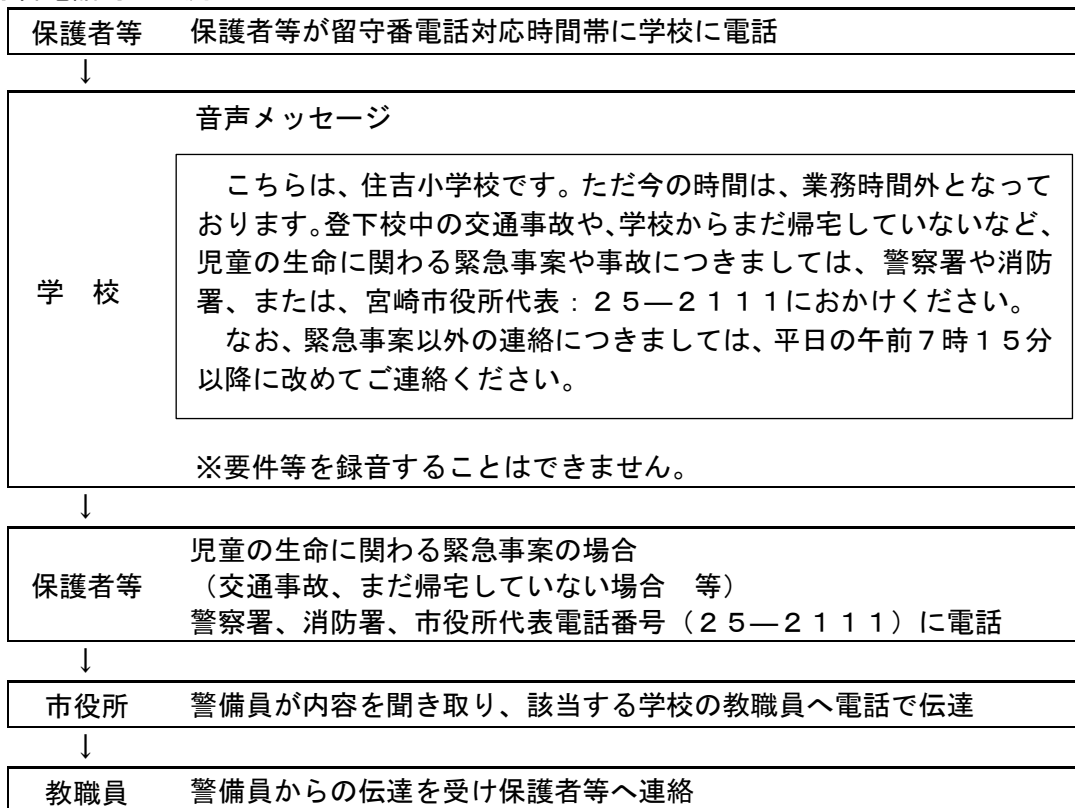 保護者等 保護者等が留守番電話対応時間帯に学校に電話
↓
音声メッセージ
こちらは、住吉小学校です。ただ今の時間は、業務時間外となって
おります。登下校中の交通事故や、学校からまだ帰宅していないなど、
児童の生命に関わる緊急事案や事故につきましては、警察署や消防
学 校 署、または、宮崎市役所代表：２５―２１１１におかけください。
なお、緊急事案以外の連絡につきましては、平日の午前７時１５分
以降に改めてご連絡ください。
※要件等を録音することはできません。
↓
児童の生命に関わる緊急事案の場合
保護者等 （交通事故、まだ帰宅していない場合　等）
警察署、消防署、市役所代表電話番号（２５―２１１１）に電話
↓
市役所 警備員が内容を聞き取り、該当する学校の教職員へ電話で伝達
↓
教職員 警備員からの伝達を受け保護者等へ連絡